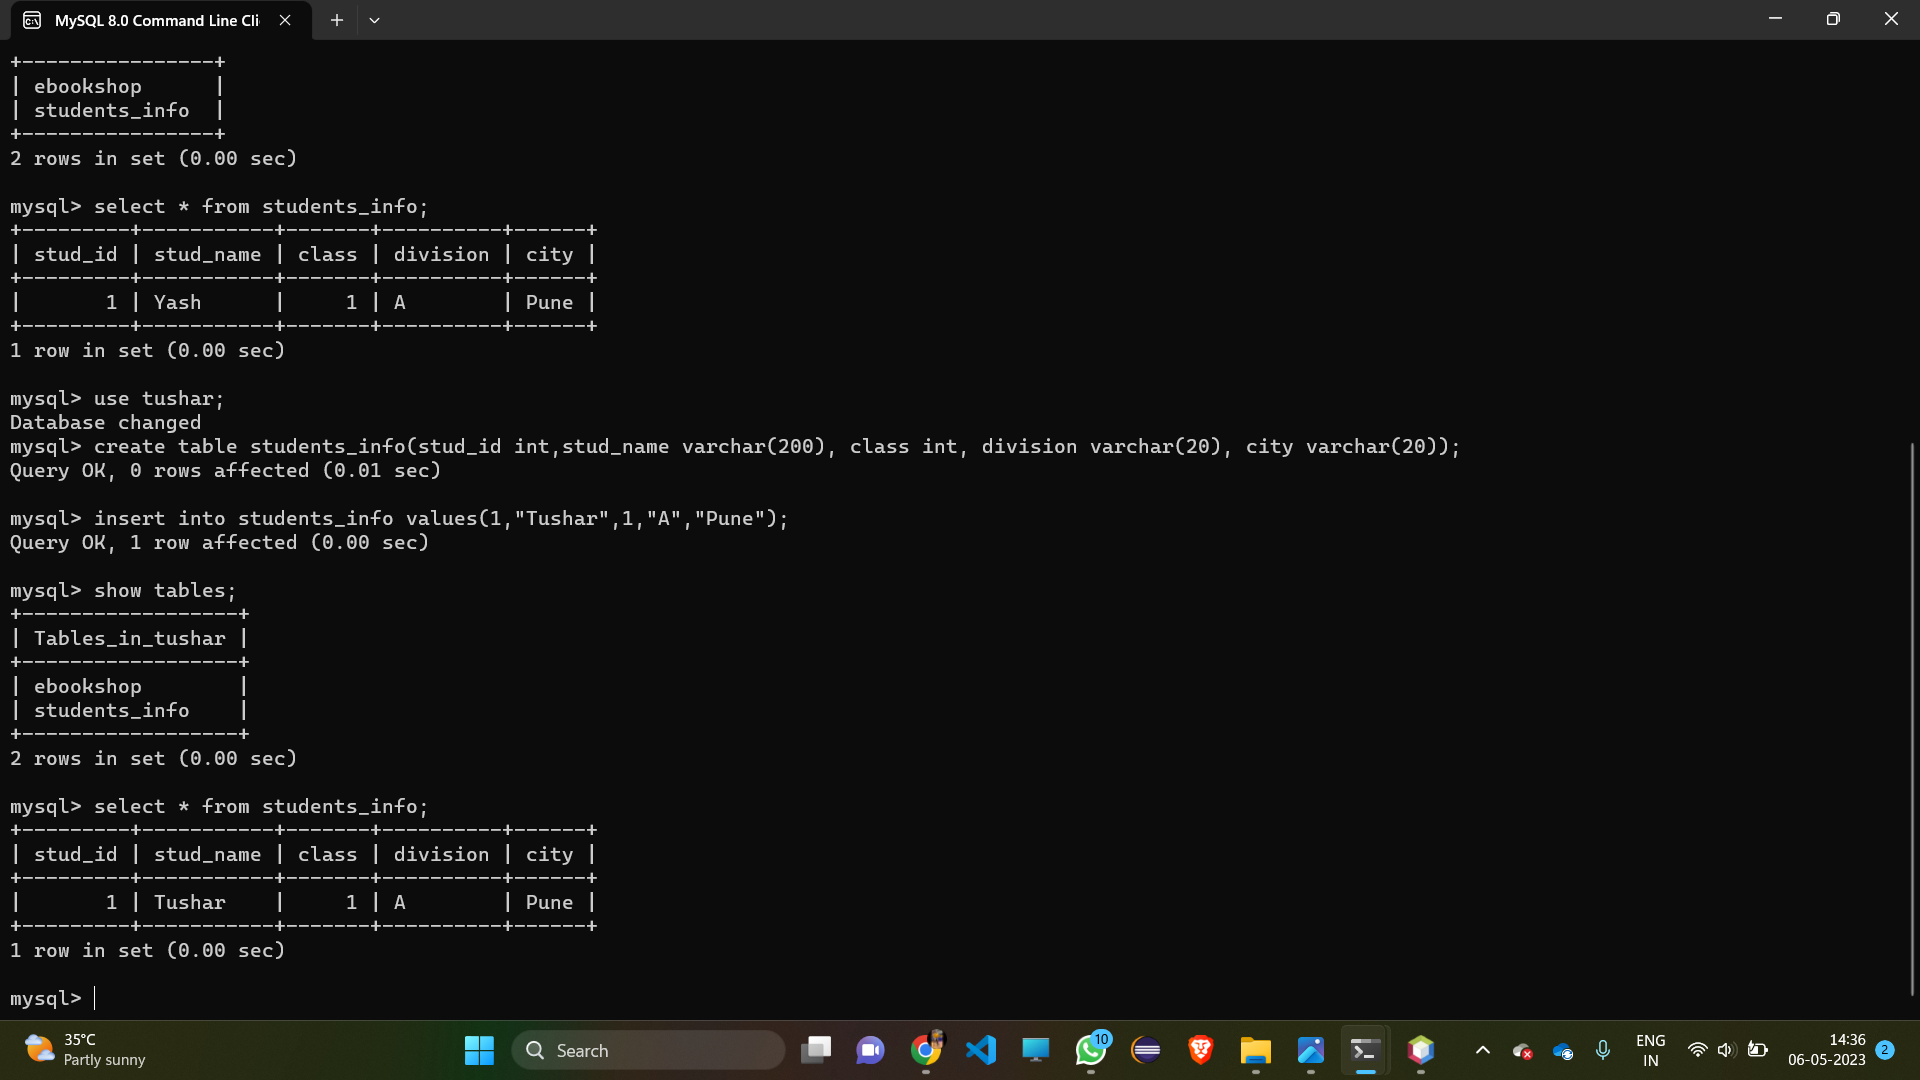 MySQL 8.0 Command Line Cli
+----------------+
| ebookshop      |
| students_info  |
+----------------+
2 rows in set (0.00 sec)
mysql> select * from students_info;
+---------+-----------+-------+----------+------+
| stud_id | stud_name | class | division | city |
+---------+-----------+-------+----------+------+
|       1 | Yash      |     1 | A        | Pune |
+---------+-----------+-------+----------+------+
1 row in set (0.00 sec)
mysql> use tushar;
Database changed
mysql> create table students_info(stud_id int,stud_name varchar(200), class int, division varchar(20), city varchar(20));
Query OK, 0 rows affected (0.01 sec)
mysql> insert into students_info values(1,"Tushar",1,"A","Pune");
Query OK, 1 row affected (0.00 sec)
mysql> show tables;
+------------------+
| Tables_in_tushar |
+------------------+
| ebookshop        |
| students_info    |
+------------------+
2 rows in set (0.00 sec)
mysql> select * from students_info;
+---------+-----------+-------+----------+------+
| stud_id | stud_name | class | division | city |
+---------+-----------+-------+----------+------+
|       1 | Tushar    |     1 | A        | Pune |
+---------+-----------+-------+----------+------+
1 row in set (0.00 sec)
mysql>
35°C
Partly sunny
Search
10
ENG
IN
14:36
06-05-2023
2